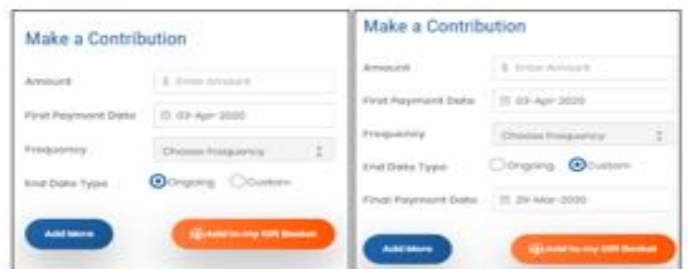 Make a Contribution
Amount
$ Enter Amount
First Payment Date
03-Apr-2020
Frequency
Choose Frequency
End Date Type
Ongoing
Custom
Add More
Add to my Gift Basket
Make a Contribution
Amount
$ Enter Amount
First Payment Date
03-Apr-2020
Frequency
Choose Frequency
End Date Type
Ongoing
Custom
Final Payment Date
29-Mar-2030
Add More
Add to my Gift Basket